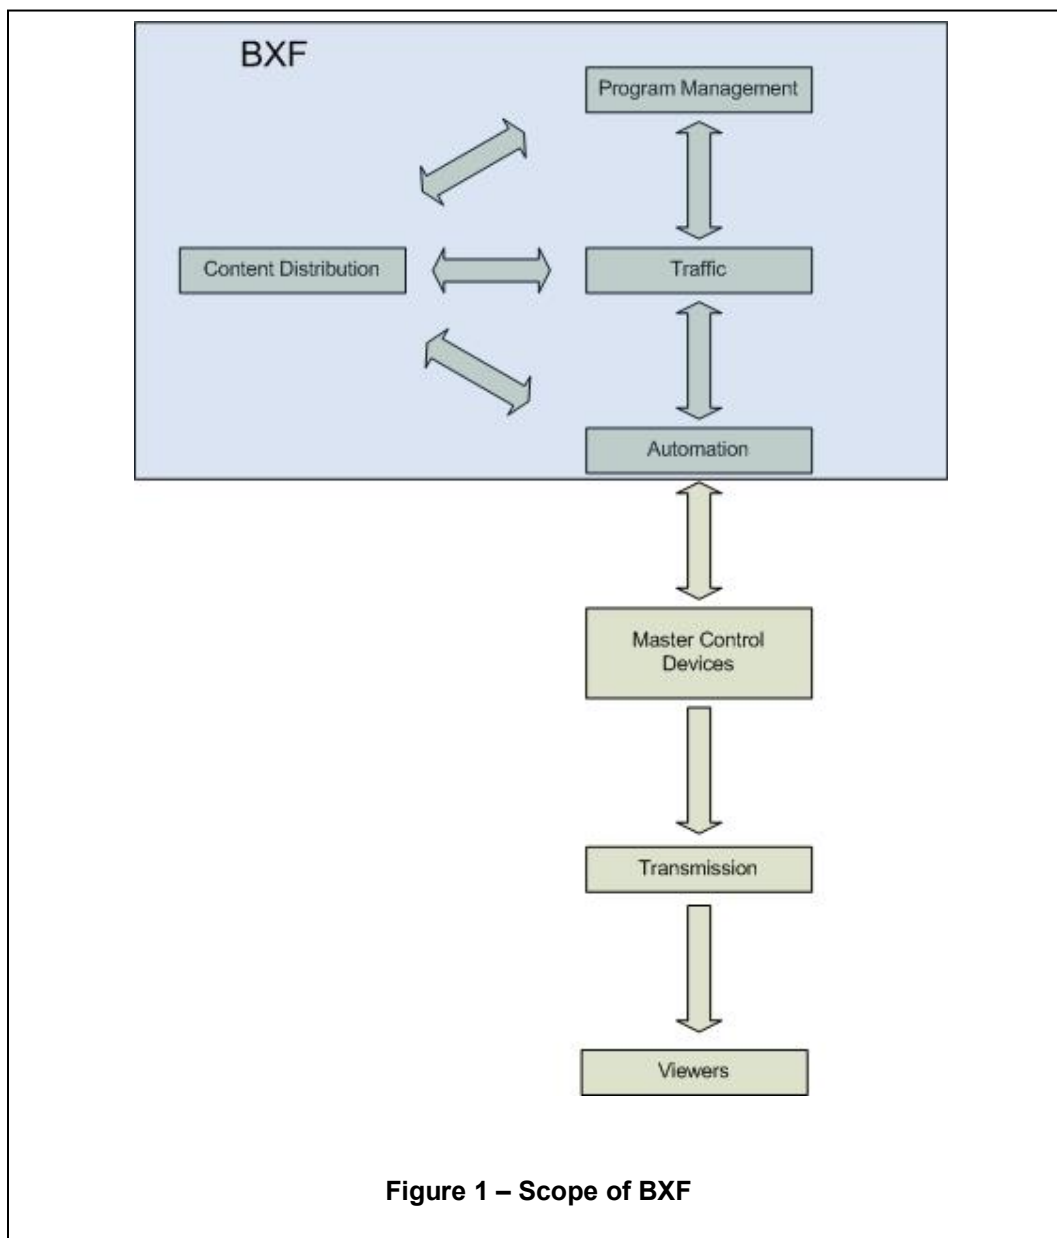 BXF
Program Management
Content Distribution
Traffic
Automation
Master Control
Devices
Transmission
Viewers
Figure 1 – Scope of BXF